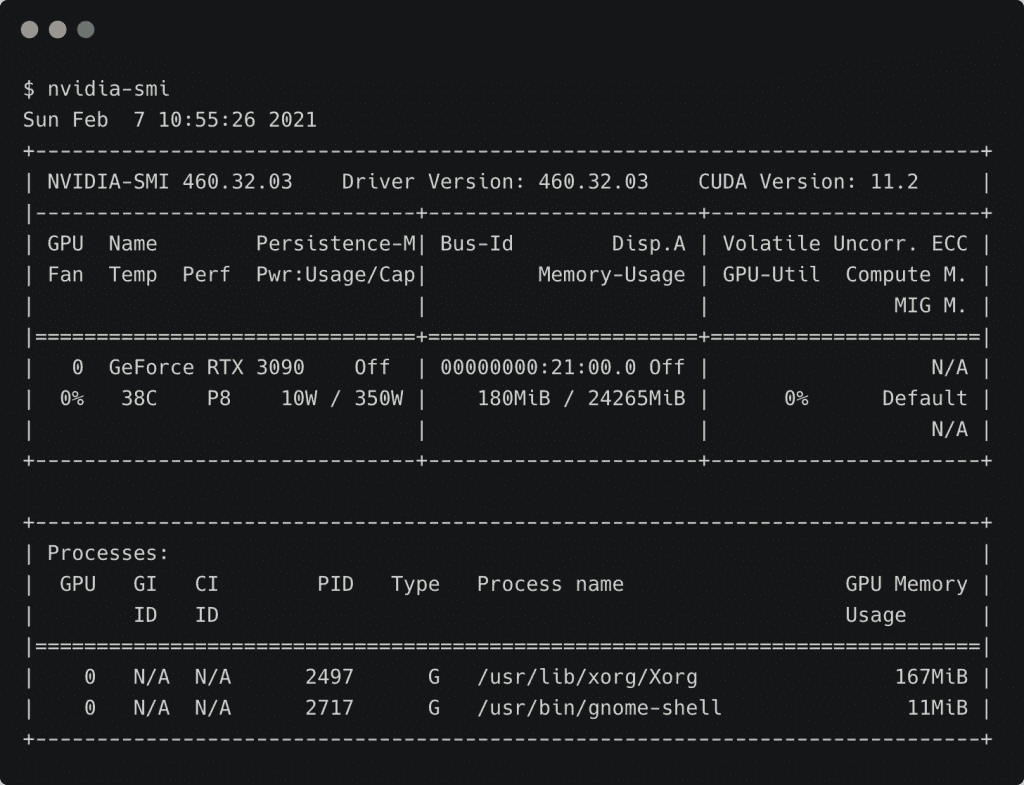 $ nvidia-smi
Sun Feb  7 10:55:26 2021
+-----------------------------------------------------------------------------+
| NVIDIA-SMI 460.32.03    Driver Version: 460.32.03    CUDA Version: 11.2     |
|-------------------------------+----------------------+----------------------+
| GPU  Name        Persistence-M| Bus-Id        Disp.A | Volatile Uncorr. ECC |
| Fan  Temp  Perf  Pwr:Usage/Cap|         Memory-Usage | GPU-Util  Compute M. |
|                               |                      |               MIG M. |
|===============================+======================+======================|
|   0  GeForce RTX 3090    Off  | 00000000:21:00.0 Off |                  N/A |
|  0%   38C    P8    10W / 350W |    180MiB / 24265MiB |      0%      Default |
|                               |                      |                  N/A |
+-------------------------------+----------------------+----------------------+

+-----------------------------------------------------------------------------+
| Processes:                                                                  |
|  GPU   GI   CI        PID   Type   Process name                  GPU Memory |
|        ID   ID                                                   Usage      |
|=============================================================================|
|    0   N/A  N/A      2497      G   /usr/lib/xorg/Xorg                167MiB |
|    0   N/A  N/A      2717      G   /usr/bin/gnome-shell               11MiB |
+-----------------------------------------------------------------------------+